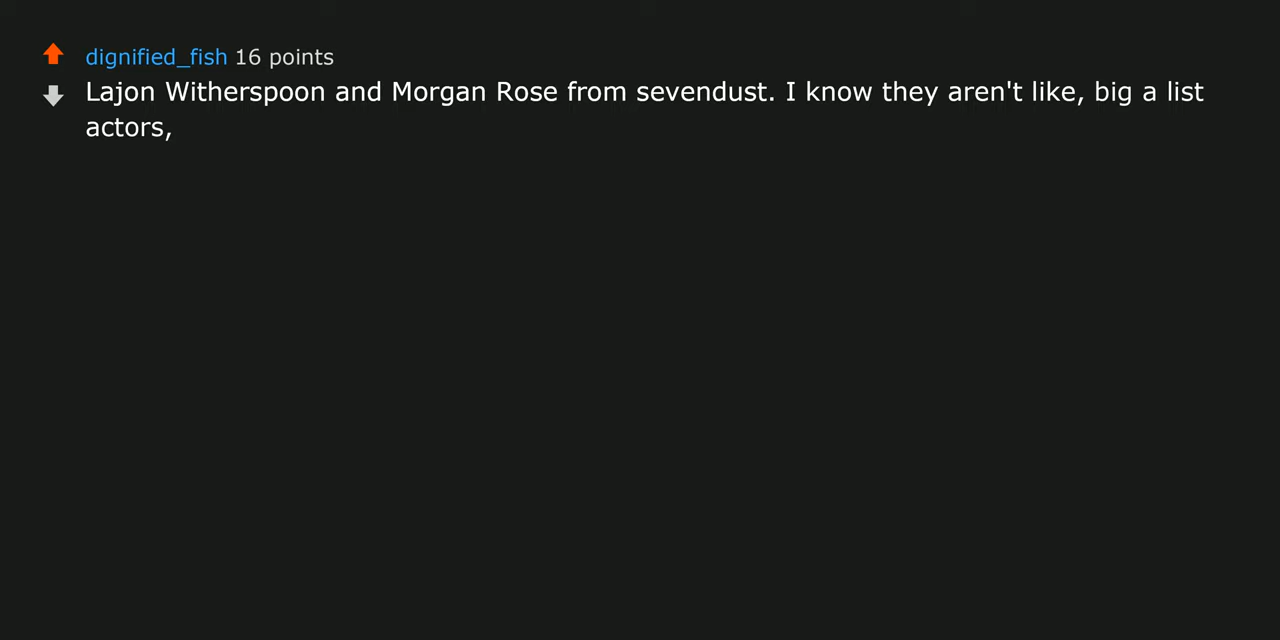 dignified_fish 16 points
Lajon Witherspoon and Morgan Rose from sevendust. I know they aren't like, big a list
actors,